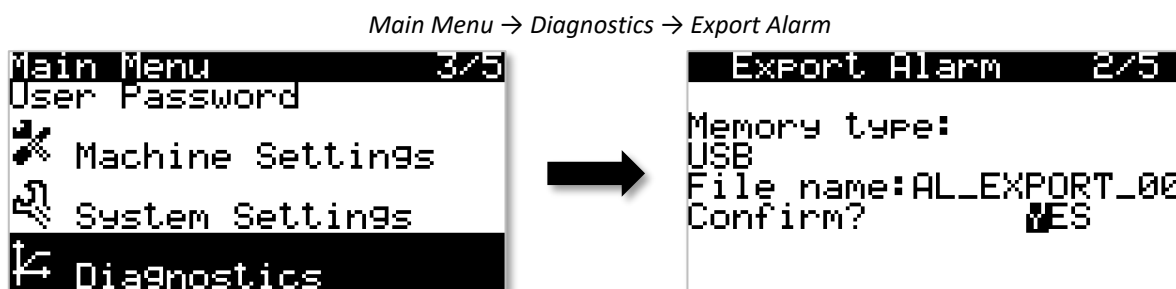 Main Menu → Diagnostics → Export Alarm
Main Menu 3/5
User Password
Machine Settings
System Settings
Diagnostics
Export Alarm 2/5
Memory type:
USB
File name:AL_EXPORT_00
Confirm? YES